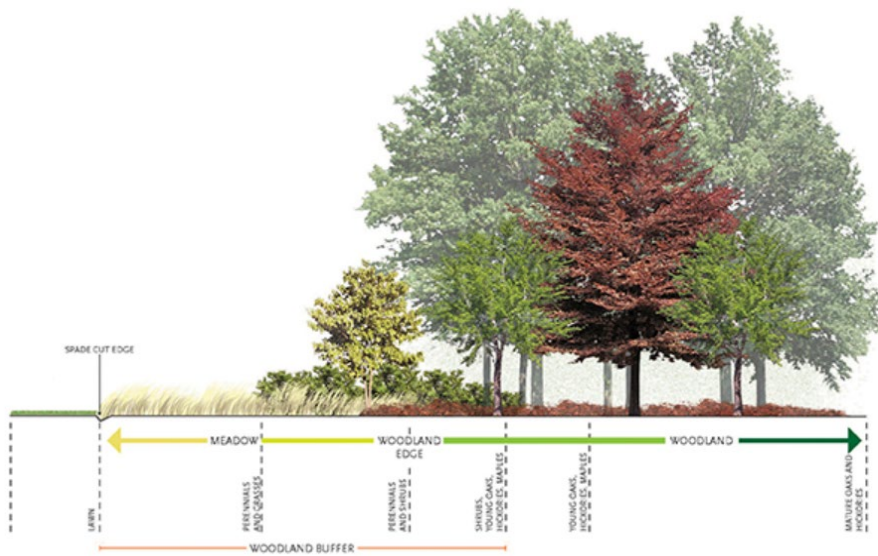 SPADE CUT EDGE
MEADOW
WOODLAND
EDGE
WOODLAND
LAWN
PERENNIALS
AND GRASSES
PERENNIALS
AND SHRUBS
SHRUBS,
YOUNG OAKS,
HICKORIES, MAPLES
YOUNG OAKS,
HICKORIES, MAPLES
MATURE OAKS AND
HICKORIES
WOODLAND BUFFER